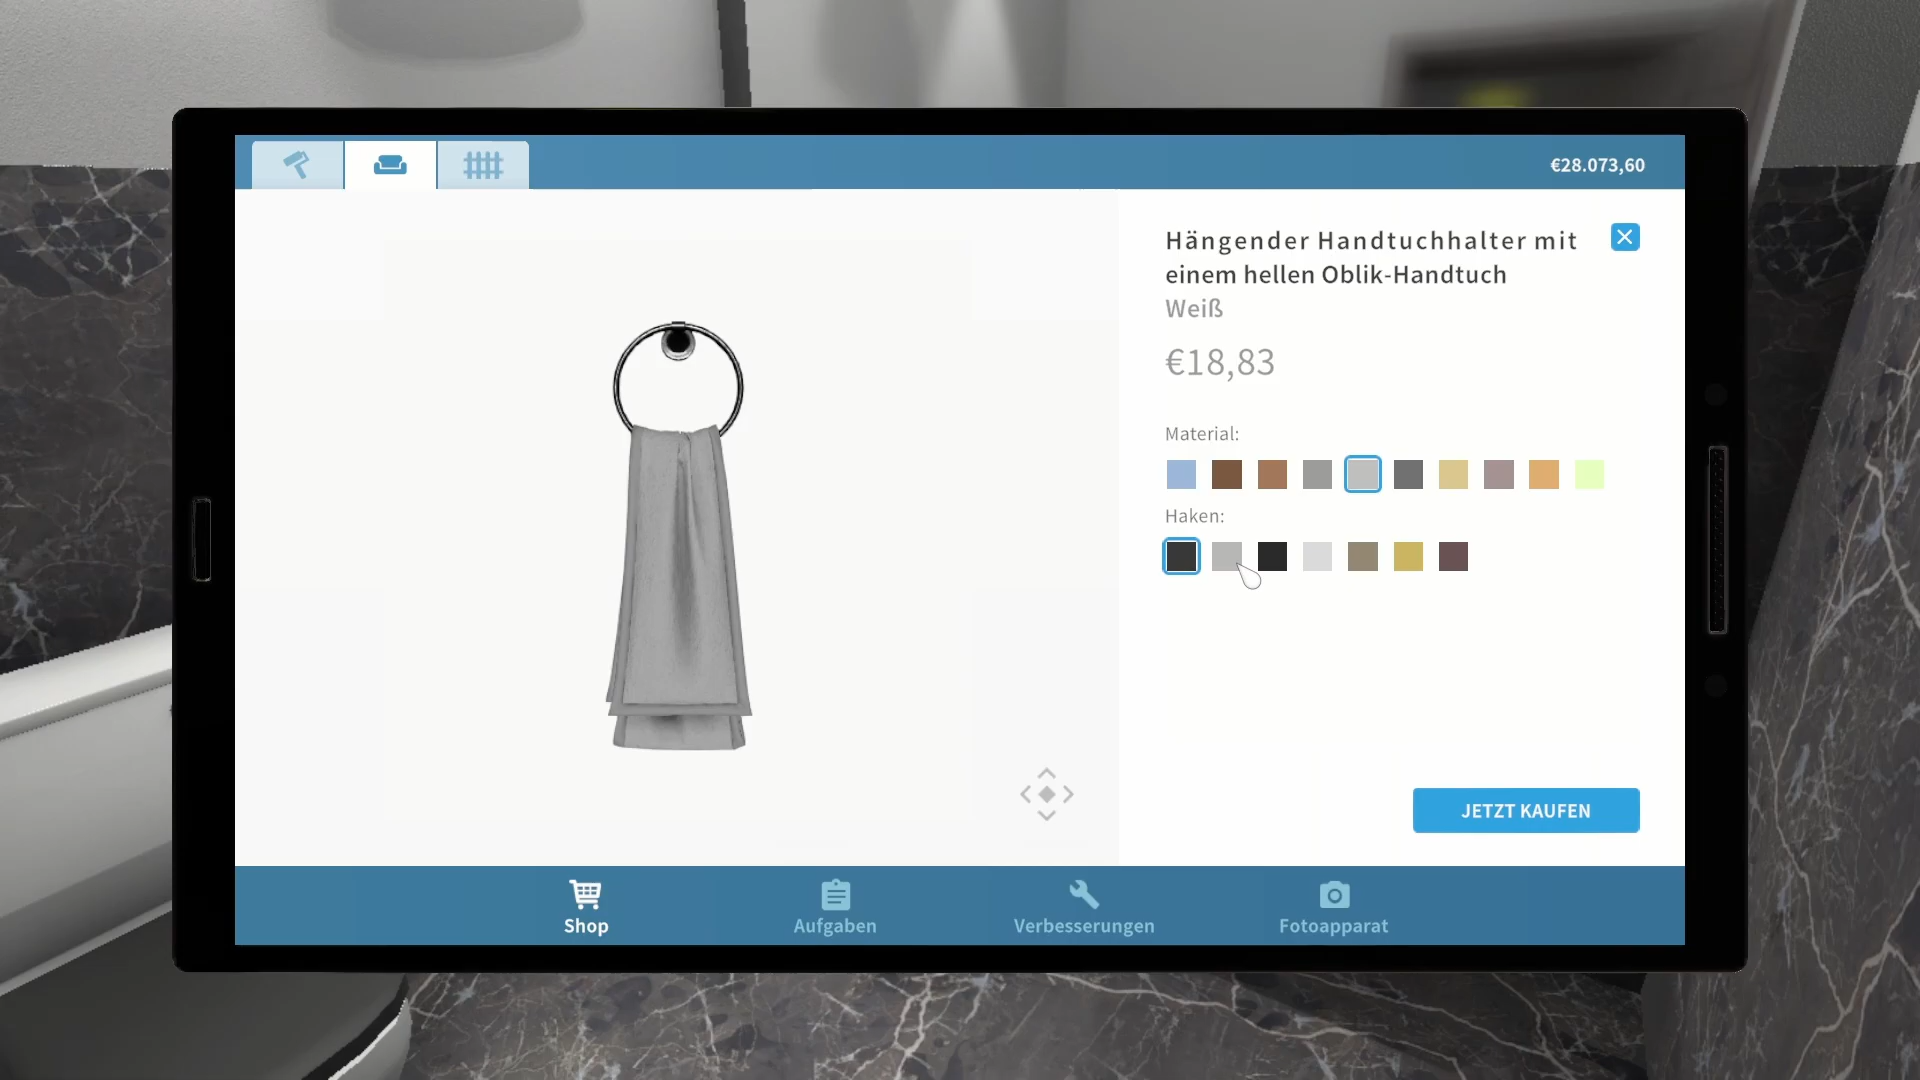 €28.073,60
Hängender Handtuchhalter mit
einem hellen Oblik-Handtuch
Weiß
€18,83
Material:
Haken:
JETZT KAUFEN
Shop
Aufgaben
Verbesserungen
Fotoapparat